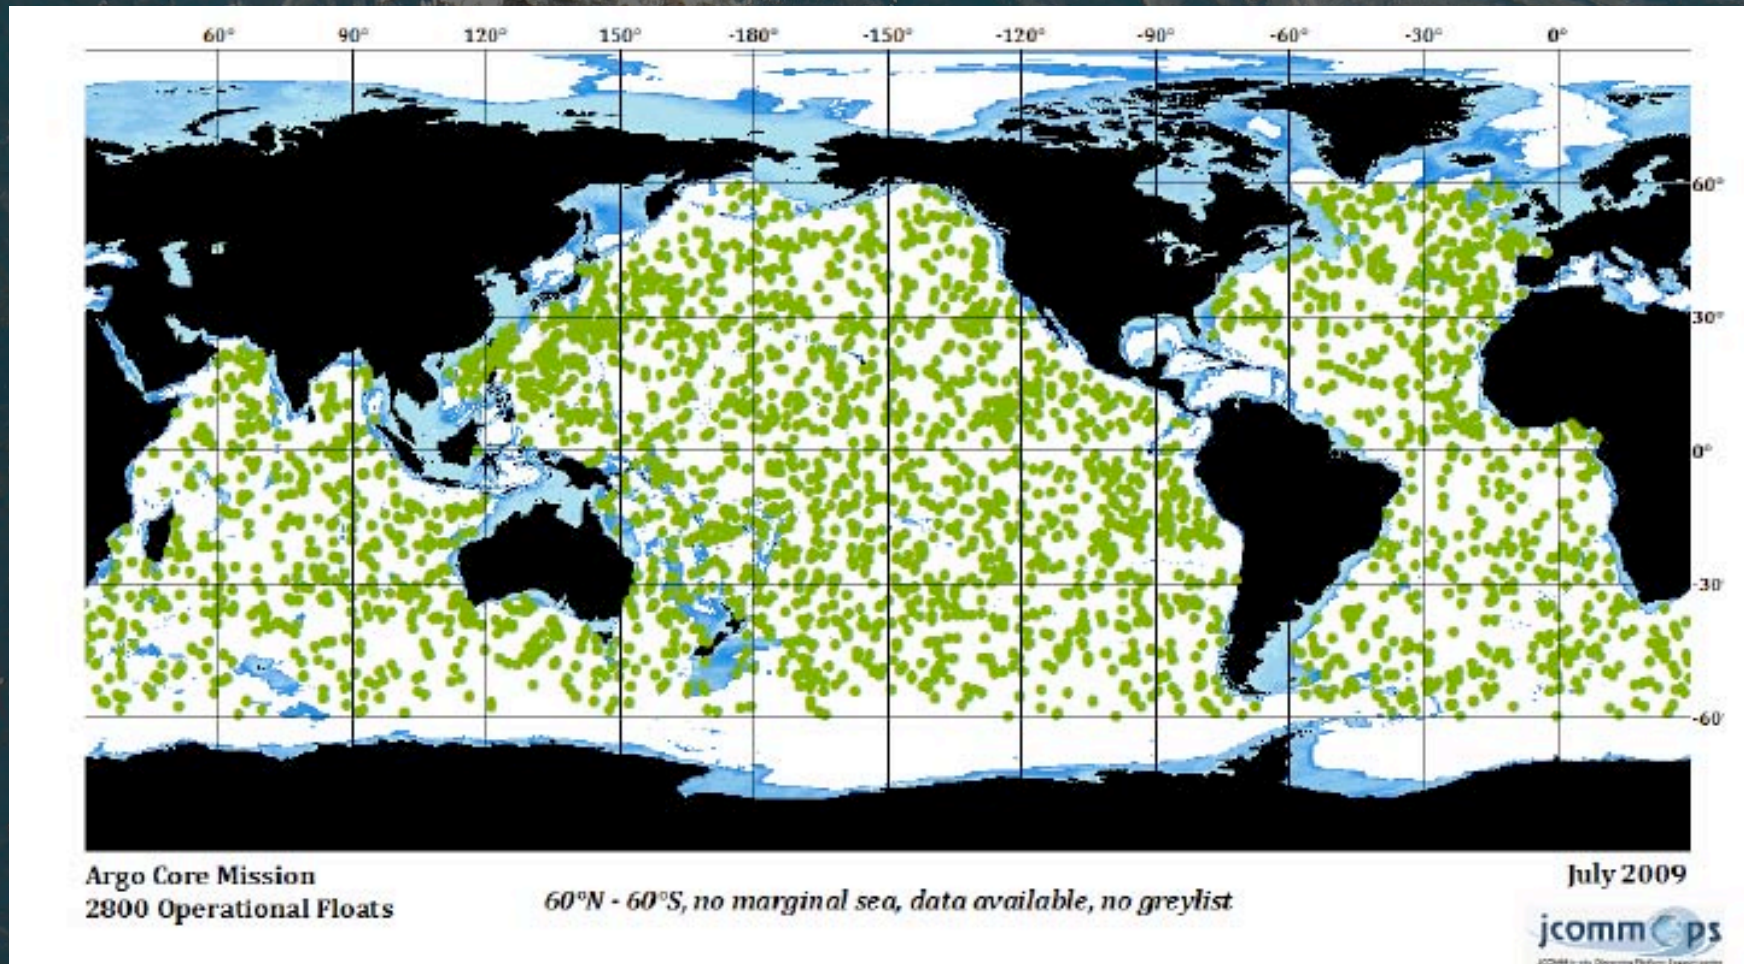 60° 90° 120° 150° -180° -150° -120° -90° -60° -30° 0°
60°
30°
0°
-30
-60
Argo Core Mission
2800 Operational Floats
60°N - 60°S, no marginal sea, data available, no greylist
July 2009
jcommops